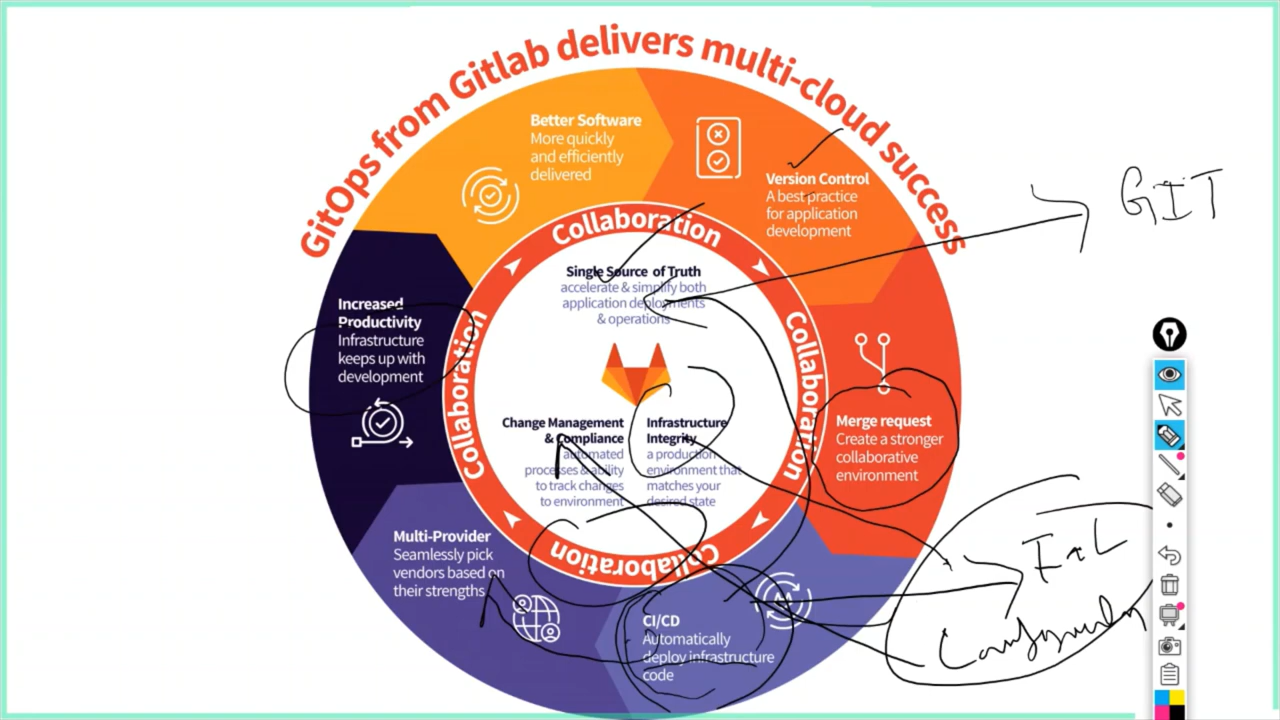 GitOps from Gitlab delivers multi-cloud success
Better Software
More quickly
and efficiently
delivered
Version Control
A best practice
for application
development
GIT
Collaboration
Single Source of Truth
accelerate & simplify both
application deployments
& operations
Increased
Productivity
Infrastructure
keeps up with
development
Collaboration
Collaboration
Merge request
Create a stronger
collaborative
environment
Change Management
& Compliance
automated
processes & ability
to track changes
to environment
Infrastructure
Integrity
a production
environment that
matches your
desired state
Multi-Provider
Seamlessly pick
vendors based on
their strengths
Collaboration
CI/CD
Automatically
deploy infrastructure
code